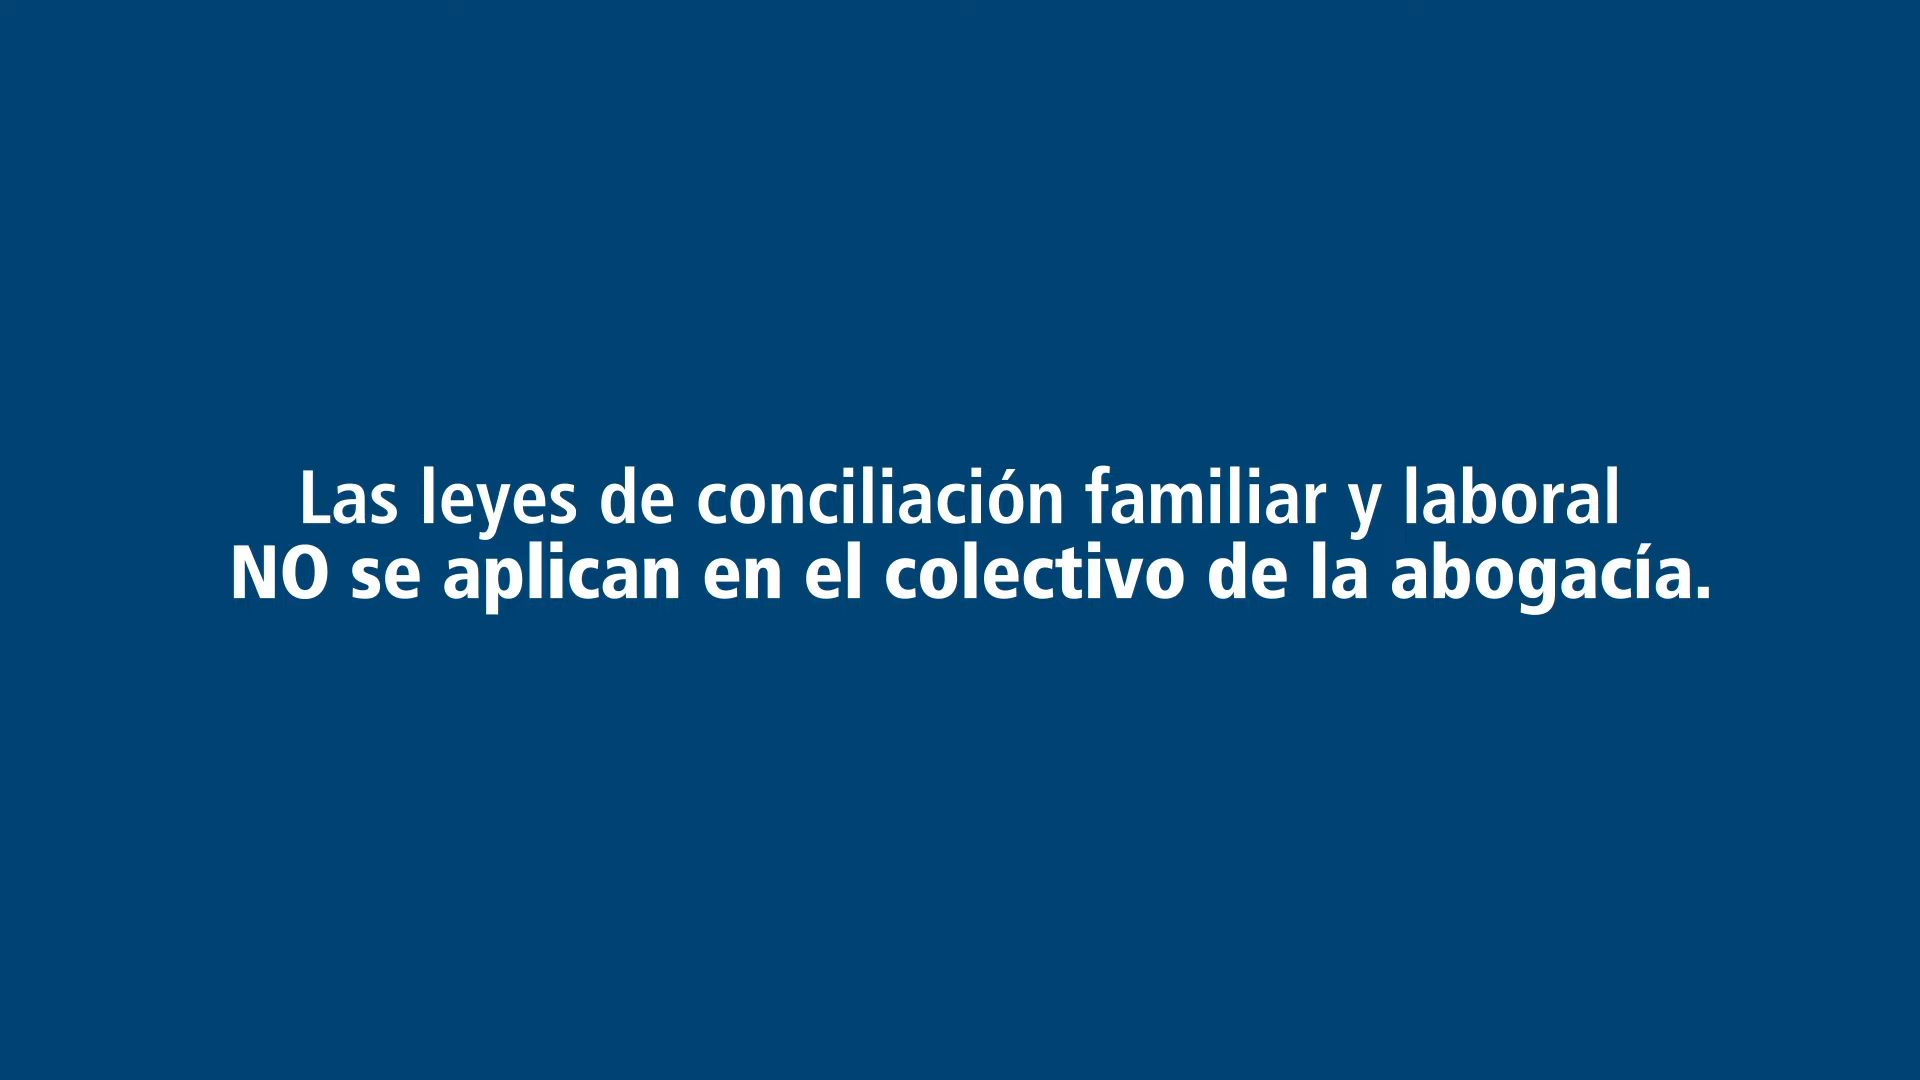 Las leyes de conciliación familiar y laboral
NO se aplican en el colectivo de la abogacía.